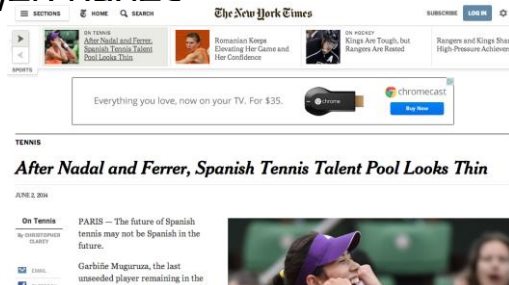 SECTIONS HOME SEARCH The New York Times SUBSCRIBE LOG IN
ON TENNIS
After Nadal and Ferrer,
Spanish Tennis Talent
Pool Looks Thin
Romanian Keeps
Elevating Her Game and
Her Confidence
ON HOCKEY
Kings Are Tough, but
Rangers Are Rested
Rangers and Kings Shar
High-Pressure Achiever
SPORTS
Everything you love, now on your TV. For $35.
chrome
chromecast
Buy Now
TENNIS
After Nadal and Ferrer, Spanish Tennis Talent Pool Looks Thin
JUNE 2, 2014
On Tennis
By CHRISTOPHER
CLAREY
EMAIL
PARIS — The future of Spanish
tennis may not be Spanish in the
future.
Garbiñe Muguruza, the last
unseeded player remaining in the